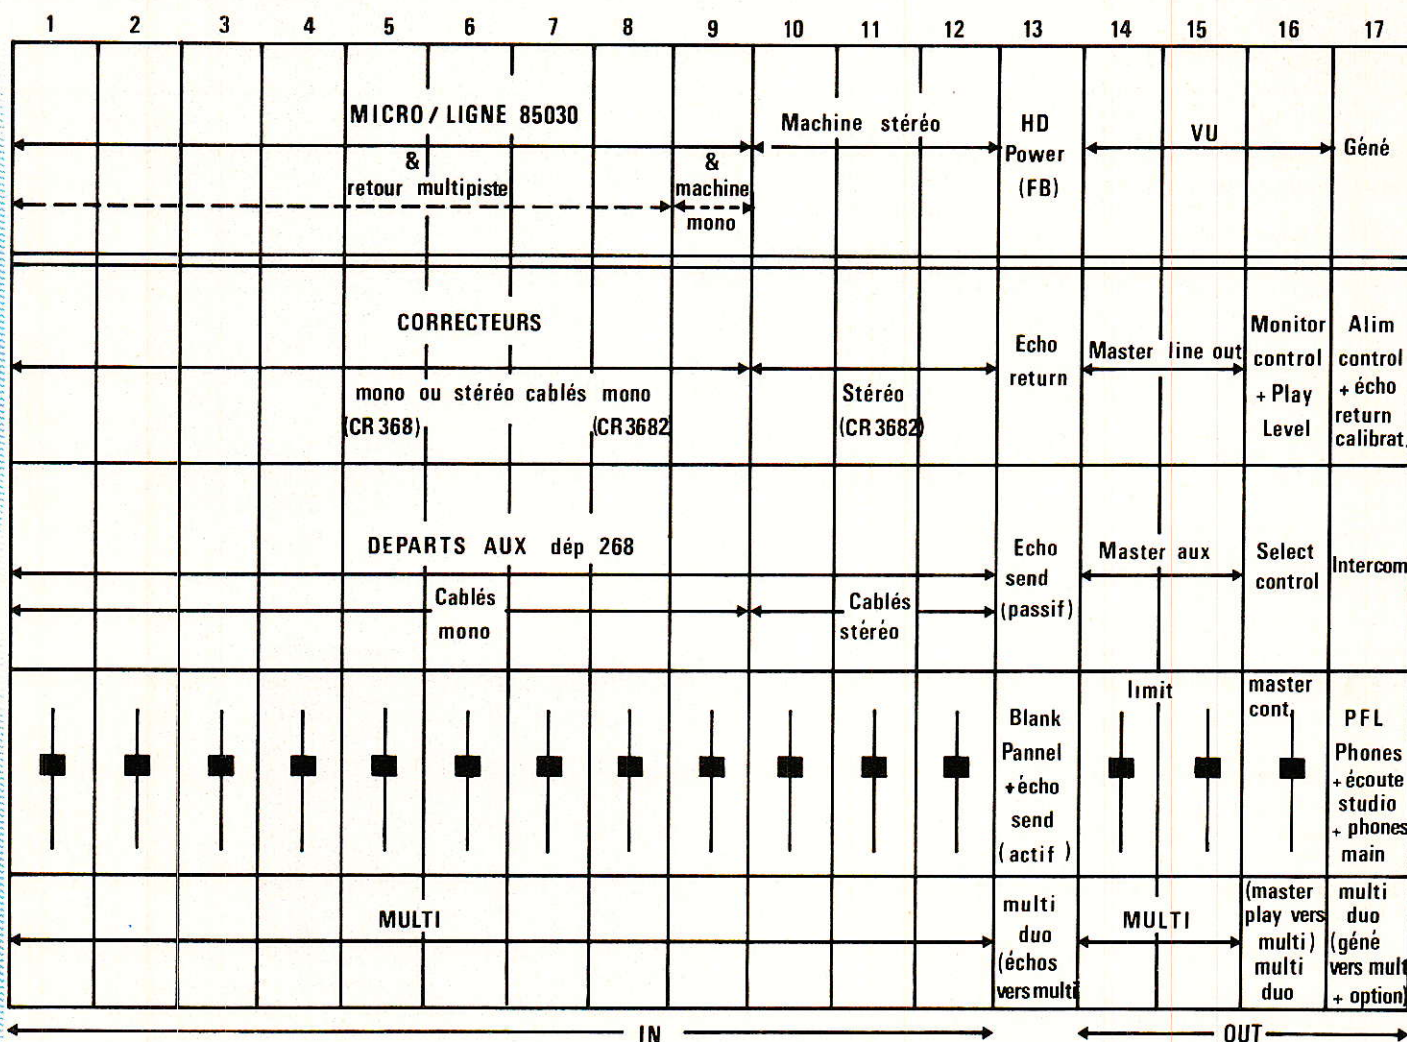 1 2 3 4 5 6 7 8 9 10 11 12 13 14 15 16 17
MICRO / LIGNE 85030
&
retour multipiste
&
machine
mono
Machine stéréo
HD
Power
(FB)
VU
Géné
CORRECTEURS
mono ou stéréo cablés mono
(CR 368)
(CR 3682)
Stéréo
(CR 3682)
Echo
return
Master line out
Monitor
control
+ Play
Level
Alim
control
+ écho
return
calibrat.
DEPARTS AUX dép 268
Cablés
mono
Cablés
stéréo
Echo
send
(passif)
Master aux
Select
control
Intercom
Blank
Pannel
+écho
send
(actif )
limit
master
cont.
PFL
Phones
+ écoute
studio
+ phones
main
MULTI
multi
duo
(échos
vers multi
MULTI
(master
play vers
multi)
multi
duo
multi
duo
(géné
vers mult
+ option)
IN
OUT